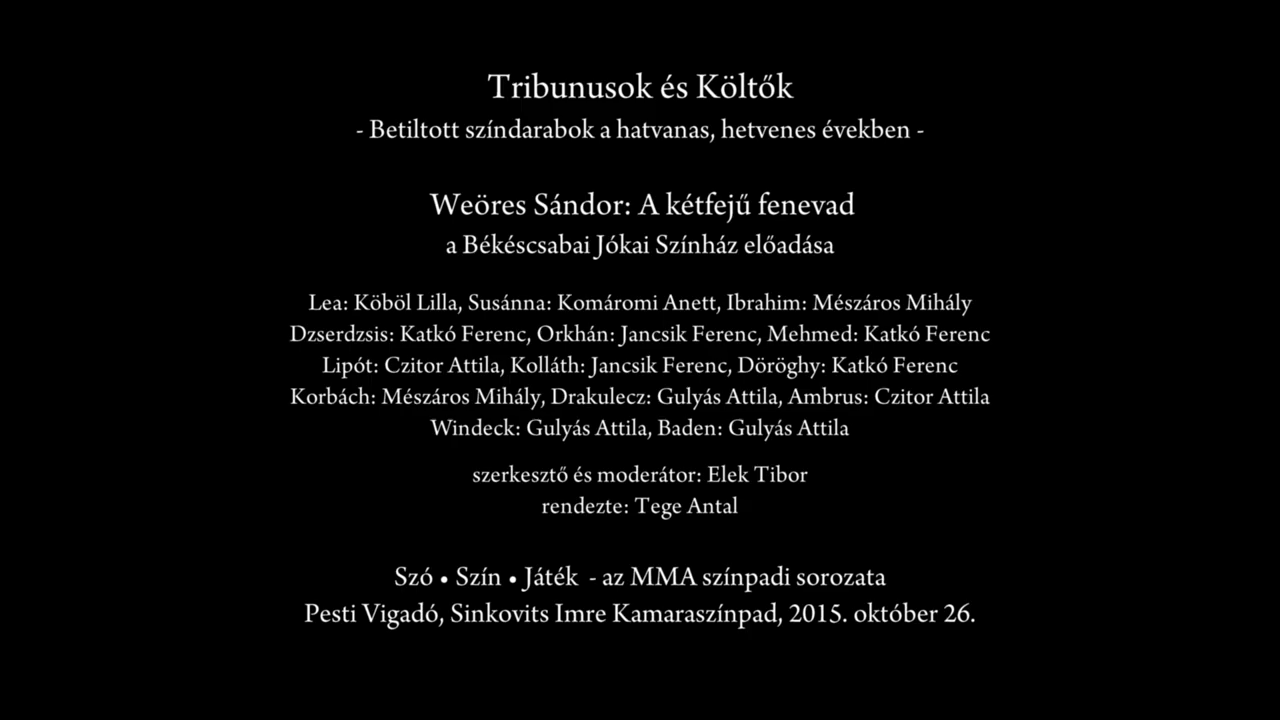 Tribunusok és Költők
- Betiltott színdarabok a hatvanas, hetvenes években -
Weöres Sándor: A kétfejű fenevad
a Békéscsabai Jókai Színház előadása
Lea: Köböl Lilla, Susánna: Komáromi Anett, Ibrahim: Mészáros Mihály
Dzserdzsis: Katkó Ferenc, Orkhán: Jancsik Ferenc, Mehmed: Katkó Ferenc
Lipót: Czitor Attila, Kolláth: Jancsik Ferenc, Döröghy: Katkó Ferenc
Korbách: Mészáros Mihály, Drakulecz: Gulyás Attila, Ambrus: Czitor Attila
Windeck: Gulyás Attila, Baden: Gulyás Attila
szerkesztő és moderátor: Elek Tibor
rendezte: Tege Antal
Szó • Szín • Játék - az MMA színpadi sorozata
Pesti Vigadó, Sinkovits Imre Kamaraszínpad, 2015. október 26.